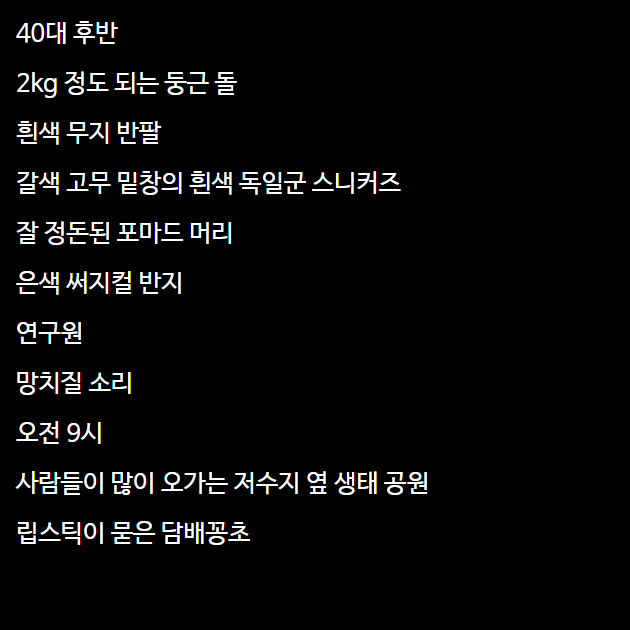 40대 후반
2kg 정도 되는 둥근 돌
흰색 무지 반팔
갈색 고무 밑창의 흰색 독일군 스니커즈
잘 정돈된 포마드 머리
은색 써지컬 반지
연구원
망치질 소리
오전 9시
사람들이 많이 오가는 저수지 옆 생태 공원
립스틱이 묻은 담배꽁초